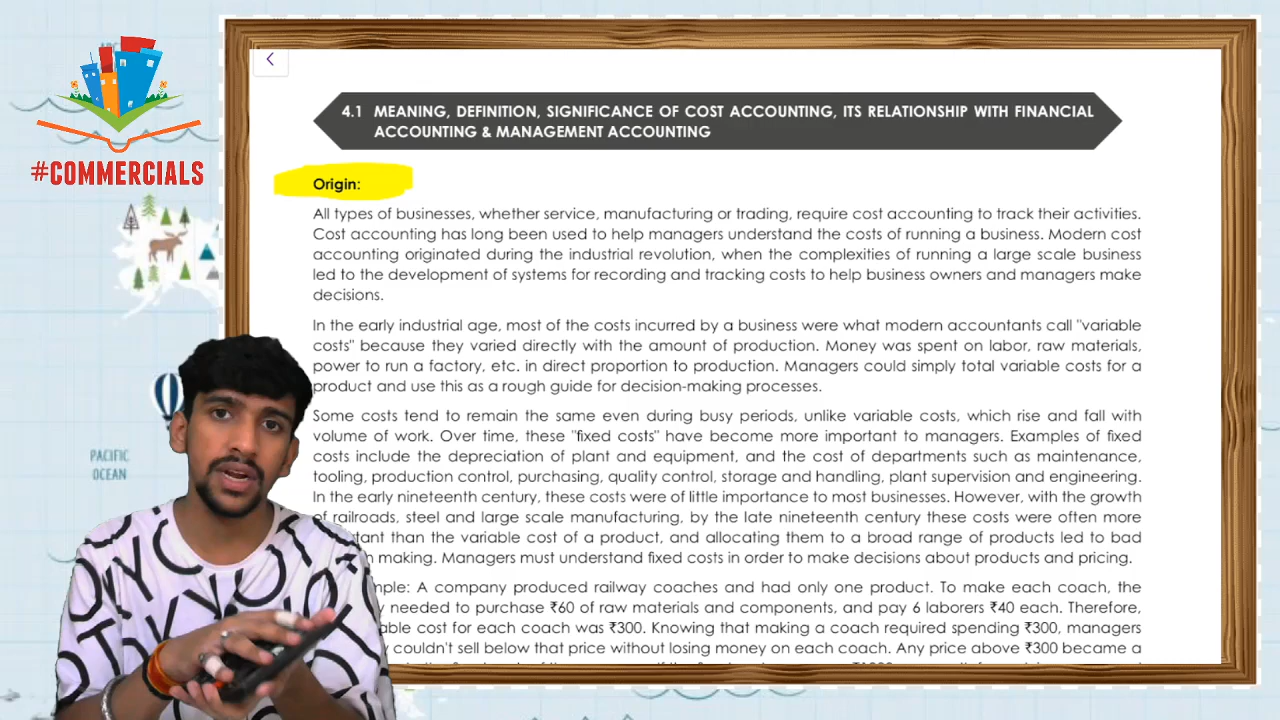 #COMMERCIALS
PACIFIC
OCEAN
4.1 MEANING, DEFINITION, SIGNIFICANCE OF COST ACCOUNTING, ITS RELATIONSHIP WITH FINANCIAL
ACCOUNTING & MANAGEMENT ACCOUNTING
Origin:
All types of businesses, whether service, manufacturing or trading, require cost accounting to track their activities.
Cost accounting has long been used to help managers understand the costs of running a business. Modern cost
accounting originated during the industrial revolution, when the complexities of running a large scale business
led to the development of systems for recording and tracking costs to help business owners and managers make
decisions.
In the early industrial age, most of the costs incurred by a business were what modern accountants call "variable
costs" because they varied directly with the amount of production. Money was spent on labor, raw materials,
power to run a factory, etc. in direct proportion to production. Managers could simply total variable costs for a
product and use this as a rough guide for decision-making processes.
Some costs tend to remain the same even during busy periods, unlike variable costs, which rise and fall with
volume of work. Over time, these "fixed costs" have become more important to managers. Examples of fixed
costs include the depreciation of plant and equipment, and the cost of departments such as maintenance,
tooling, production control, purchasing, quality control, storage and handling, plant supervision and engineering.
In the early nineteenth century, these costs were of little importance to most businesses. However, with the growth
of railroads, steel and large scale manufacturing, by the late nineteenth century these costs were often more
than the variable cost of a product, and allocating them to a broad range of products led to bad
making. Managers must understand fixed costs in order to make decisions about products and pricing.
A company produced railway coaches and had only one product. To make each coach, the
needed to purchase ₹60 of raw materials and components, and pay 6 laborers ₹40 each. Therefore,
cost for each coach was ₹300. Knowing that making a coach required spending ₹300, managers
couldn't sell below that price without losing money on each coach. Any price above ₹300 became a